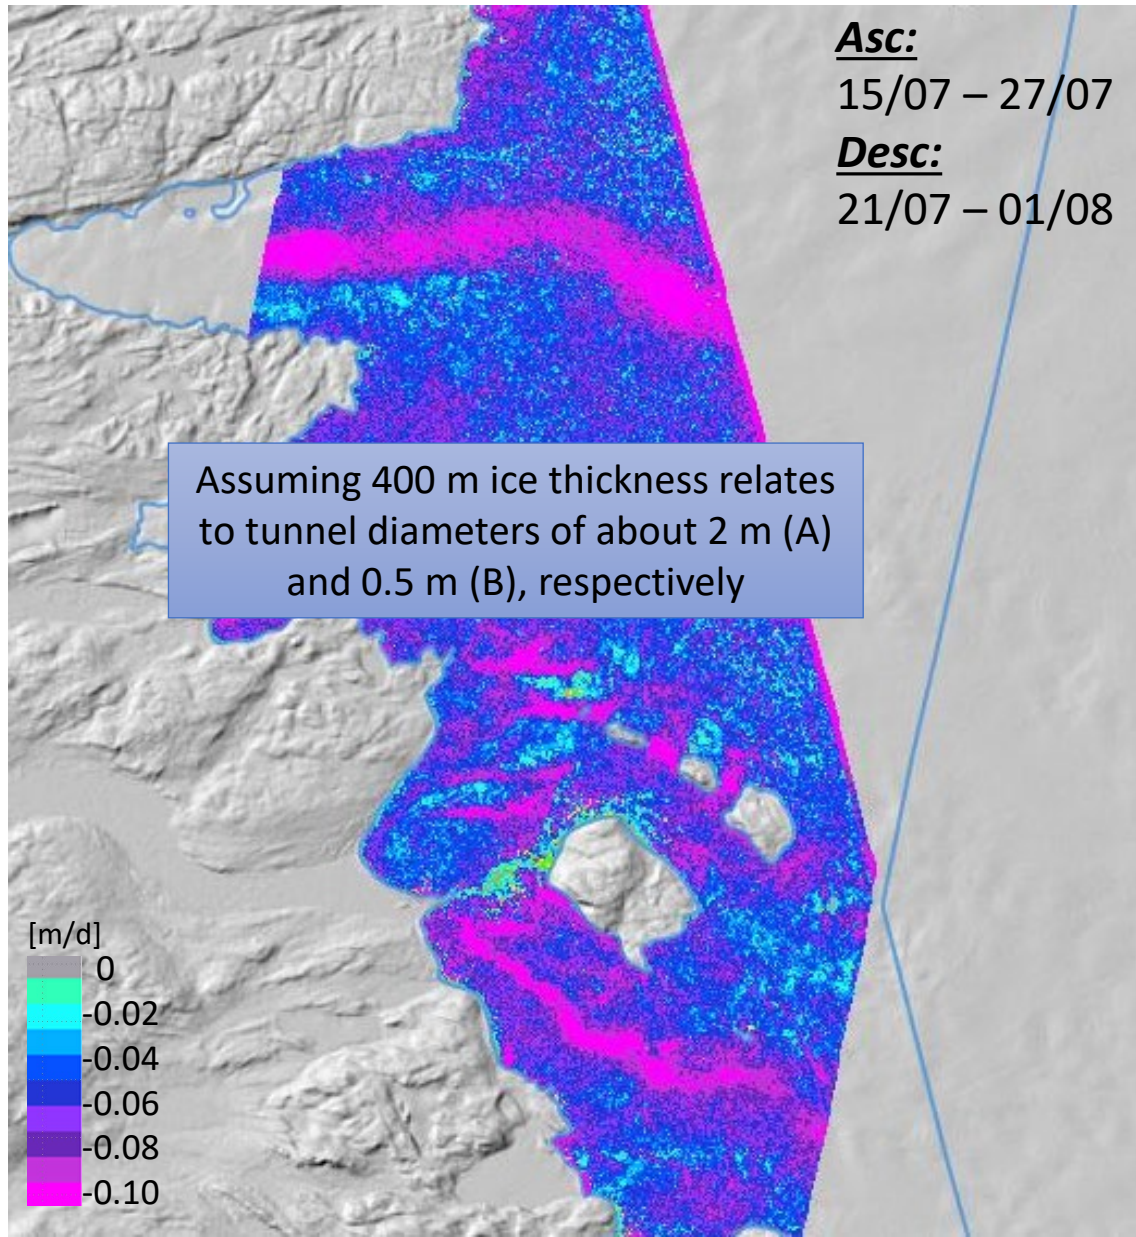 Asc:
15/07 – 27/07
Desc:
21/07 – 01/08
Assuming 400 m ice thickness relates
to tunnel diameters of about 2 m (A)
and 0.5 m (B), respectively
[m/d]
0
-0.02
-0.04
-0.06
-0.08
-0.10